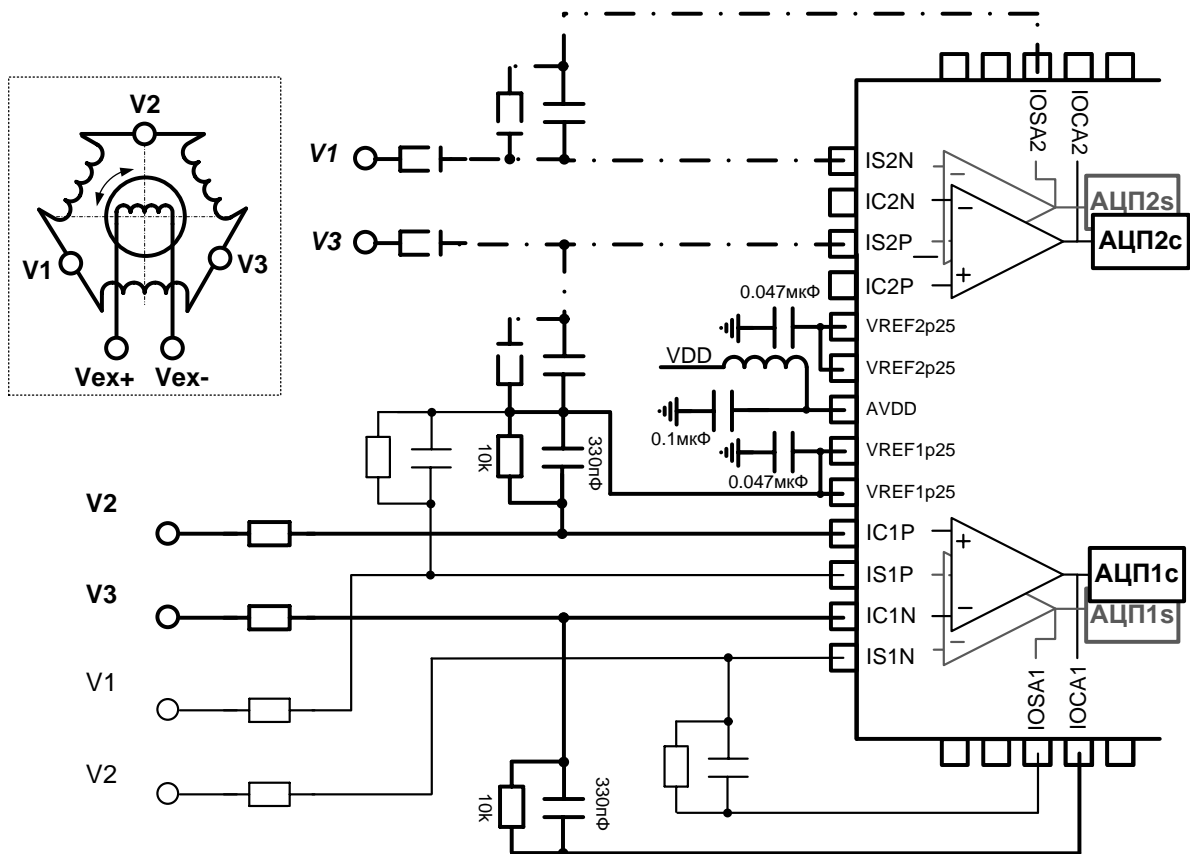 V2
V1
V3
Vex+
Vex-
V1
V3
IOSA2
IOCA2
IS2N
IC2N
IS2P
IC2P
АЦП2s
АЦП2c
0.047мкФ
VREF2p25
VDD
VREF2p25
AVDD
0.1мкФ
VREF1p25
0.047мкФ
VREF1p25
10k
330пФ
V2
IC1P
IS1P
V3
IC1N
IS1N
АЦП1c
АЦП1s
V1
IOSA1
IOCA1
V2
10k
330пФ